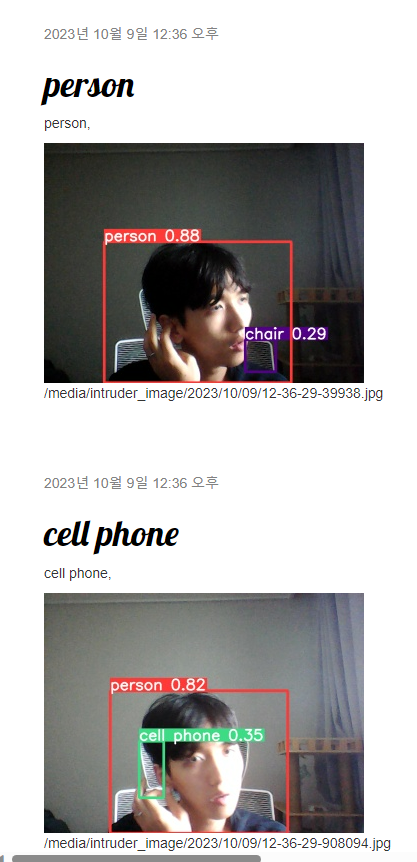 2023년 10월 9일 12:36 오후
person
person,
person 0.88
chair 0.29
/media/intruder_image/2023/10/09/12-36-29-39938.jpg
2023년 10월 9일 12:36 오후
cell phone
cell phone,
person 0.82
cell phone 0.35
/media/intruder_image/2023/10/09/12-36-29-908094.jpg